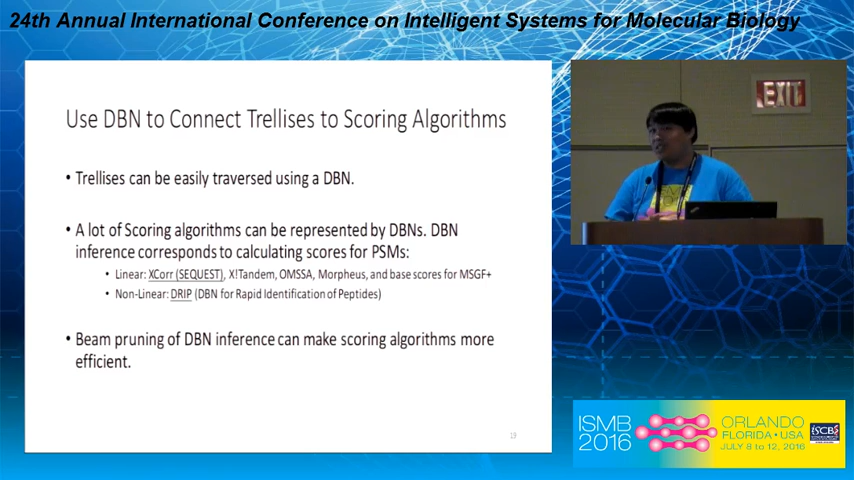 24th Annual International Conference on Intelligent Systems for Molecular Biology
EXIT
Use DBN to Connect Trellises to Scoring Algorithms
• Trellises can be easily traversed using a DBN.
• A lot of Scoring algorithms can be represented by DBNs. DBN
inference corresponds to calculating scores for PSMs:
• Linear: XCorr (SEQUEST), X!Tandem, OMSSA, Morpheus, and base scores for MSGF+
• Non-Linear: DRIP (DBN for Rapid Identification of Peptides)
• Beam pruning of DBN inference can make scoring algorithms more
efficient.
19
ISMB
2016
ORLANDO
FLORIDA • USA
JULY 8 to 12, 2016
ISCB